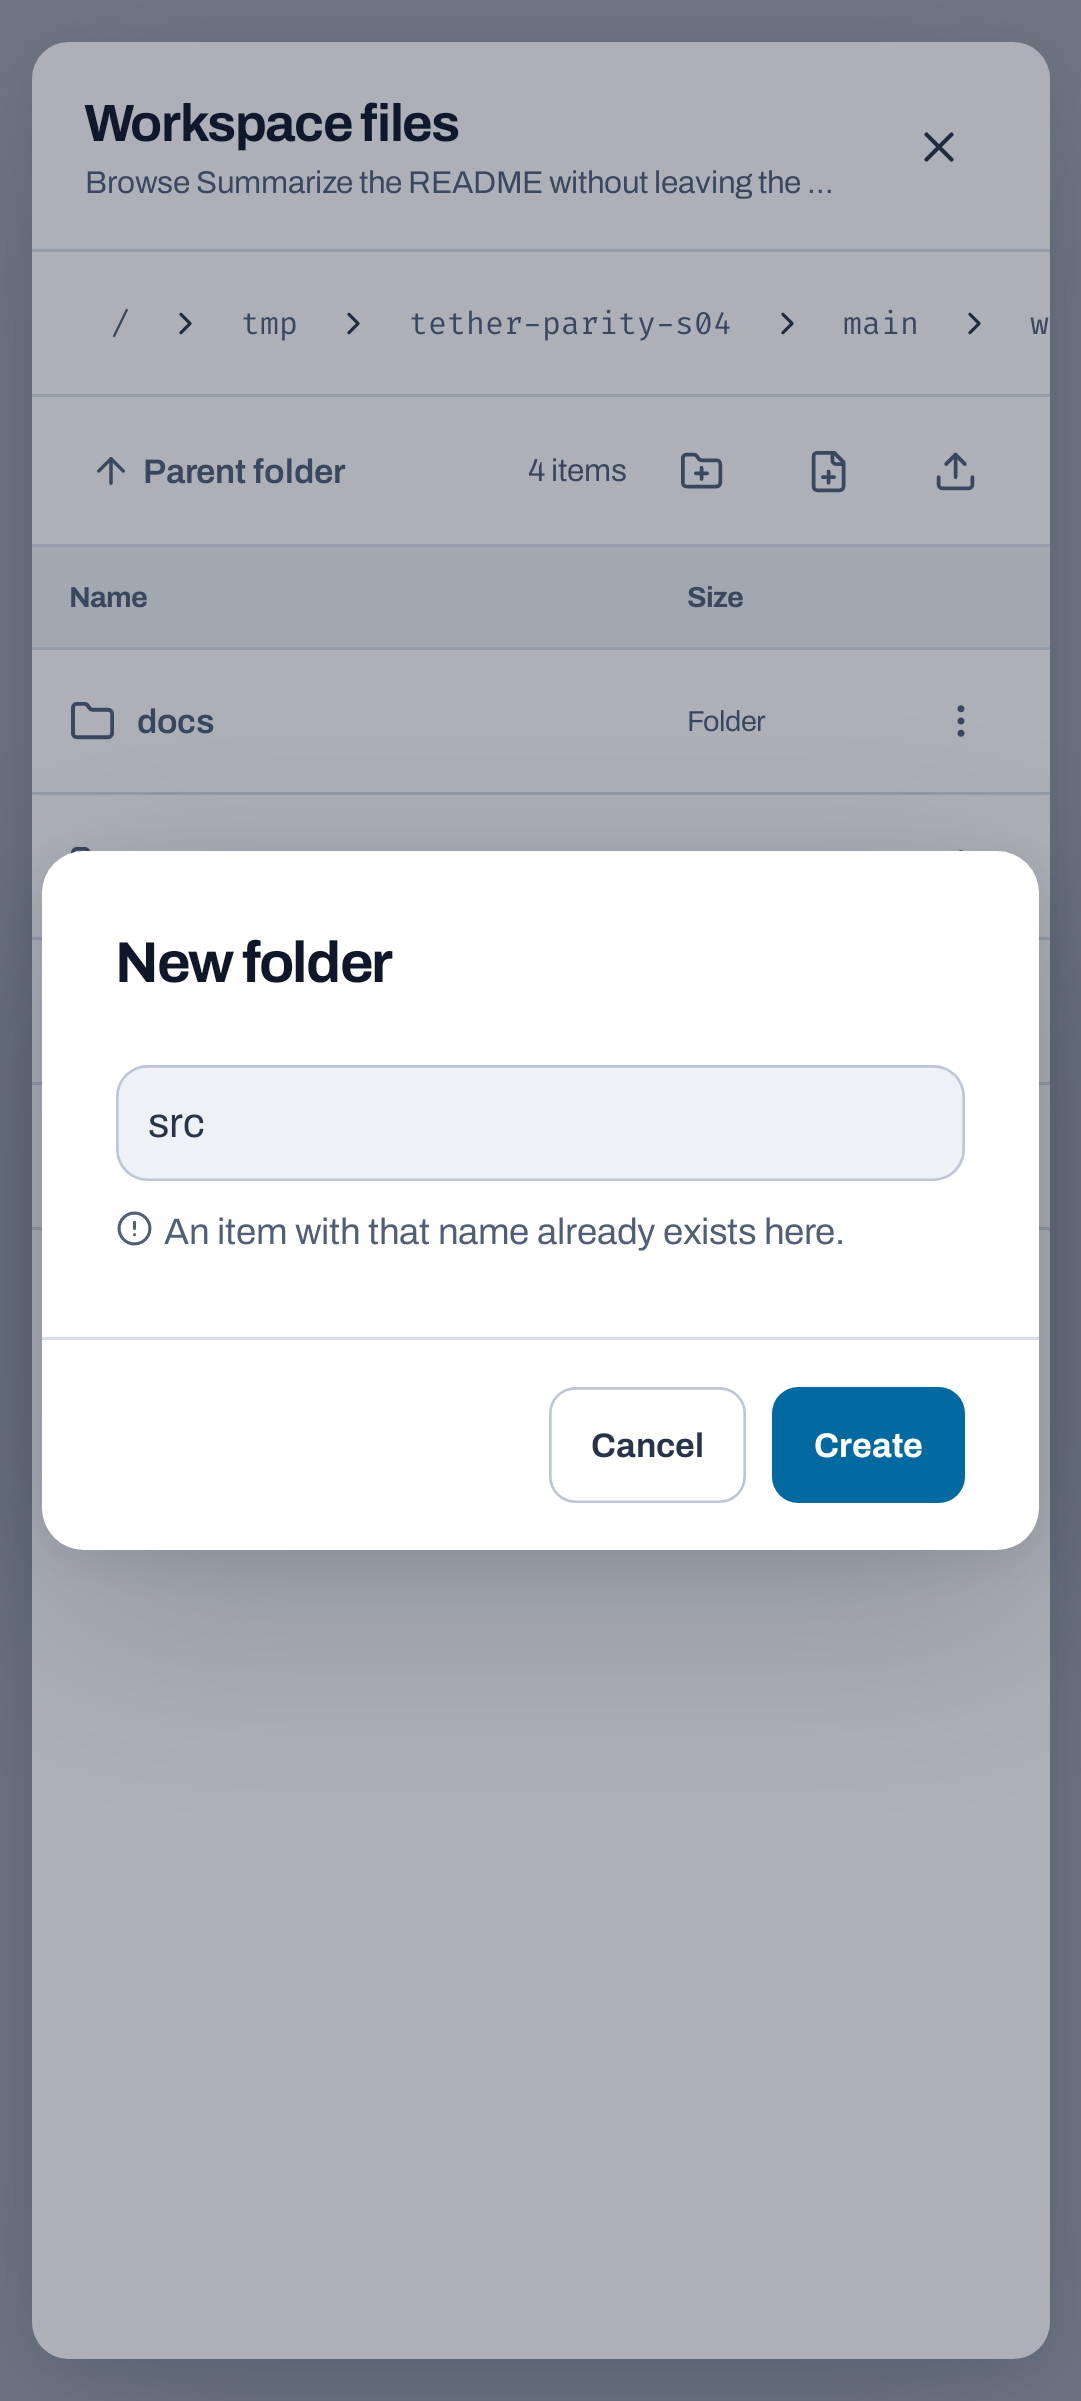 Workspace files
Browse Summarize the README without leaving the ...
/ tmp tether-parity-s04 main w
Parent folder 4 items
Name Size
docs Folder
New folder
src
An item with that name already exists here.
Cancel Create